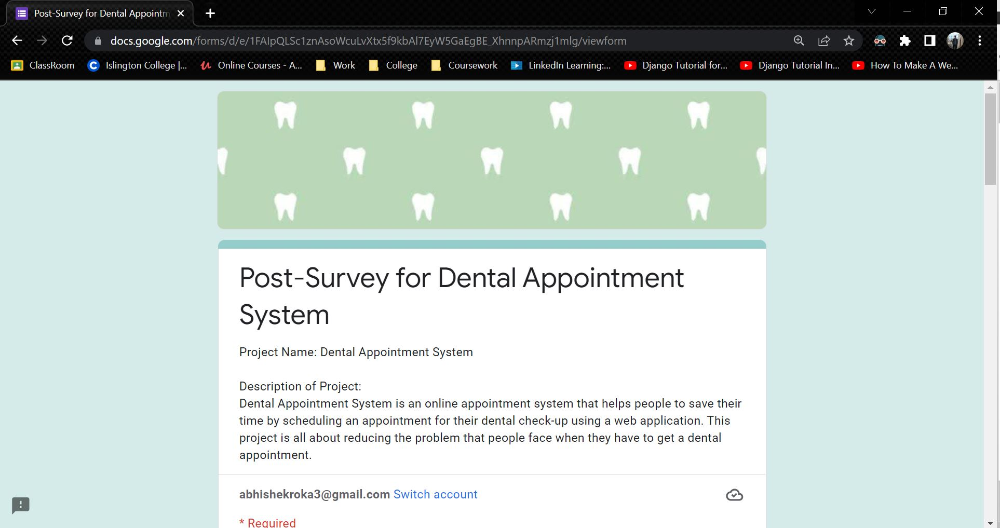 Post-Survey for Dental Appointm
docs.google.com/forms/d/e/1FAIpQLSc1znAsoWcuLvXtx5f9kbAl7EyW5GaEgBE_XhnnpARmzj1mlg/viewform
ClassRoom Islington College |... Online Courses - A... Work College Coursework LinkedIn Learning:... Django Tutorial for... Django Tutorial In... How To Make A We...
Post-Survey for Dental Appointment
System
Project Name: Dental Appointment System
Description of Project:
Dental Appointment System is an online appointment system that helps people to save their
time by scheduling an appointment for their dental check-up using a web application. This
project is all about reducing the problem that people face when they have to get a dental
appointment.
abhishekroka3@gmail.com Switch account
* Required